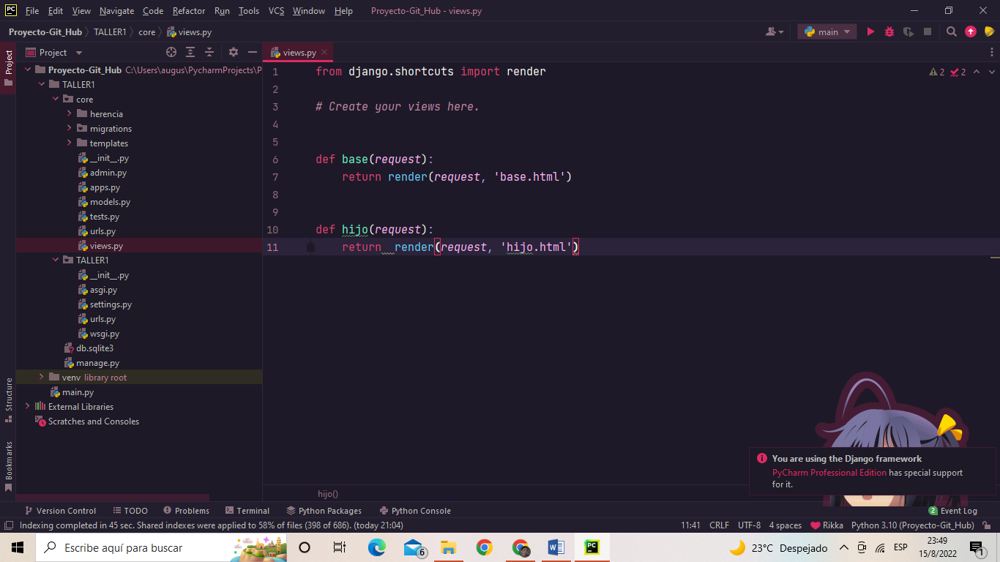 PC File Edit View Navigate Code Refactor Run Tools VCS Window Help Proyecto-Git_Hub - views.py
Proyecto-Git_Hub TALLER1 core views.py main
Project
Project
views.py
Proyecto-Git_Hub C:\Users\augus\PycharmProjects\P
TALLER1
core
herencia
migrations
templates
__init__.py
admin.py
apps.py
models.py
tests.py
urls.py
views.py
TALLER1
__init__.py
asgi.py
settings.py
urls.py
wsgi.py
db.sqlite3
manage.py
venv library root
main.py
External Libraries
Scratches and Consoles
Structure
Bookmarks
1 from django.shortcuts import render
2
3 # Create your views here.
4
5
6 def base(request):
7 return render(request, 'base.html')
8
9
10 def hijo(request):
11 return  render(request, 'hijo.html')
2 2
You are using the Django framework
PyCharm Professional Edition has special support
for it.
hijo()
Version Control TODO Problems Terminal Python Packages Python Console 2 Event Log
Indexing completed in 45 sec. Shared indexes were applied to 58% of files (398 of 686). (today 21:04) 11:41 CRLF UTF-8 4 spaces Rikka Python 3.10 (Proyecto-Git_Hub)
Escribe aquí para buscar 6 W PC 23°C Despejado ESP 23:49
15/8/2022 1